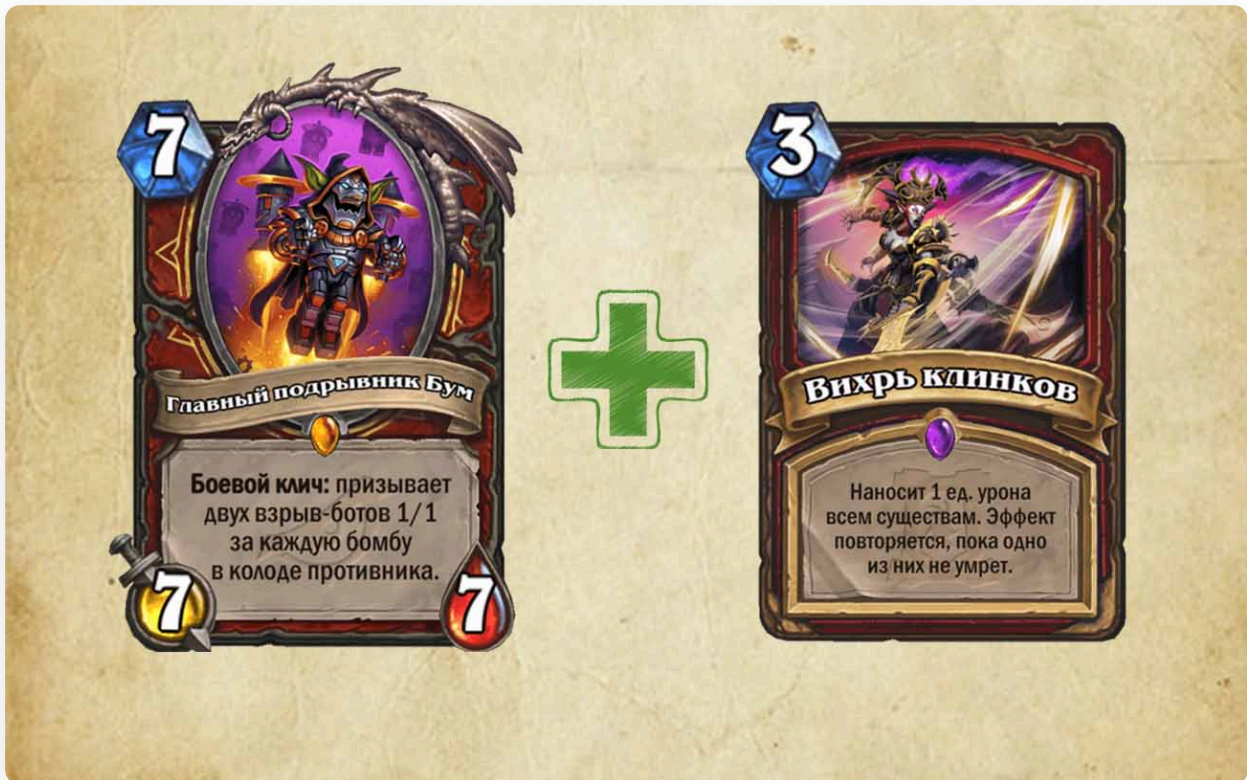 7
Главный подрывник Бум
Боевой клич: призывает
двух взрыв-ботов 1/1
за каждую бомбу
в колоде противника.
7
7
3
Вихрь клинков
Наносит 1 ед. урона
всем существам. Эффект
повторяется, пока одно
из них не умрет.